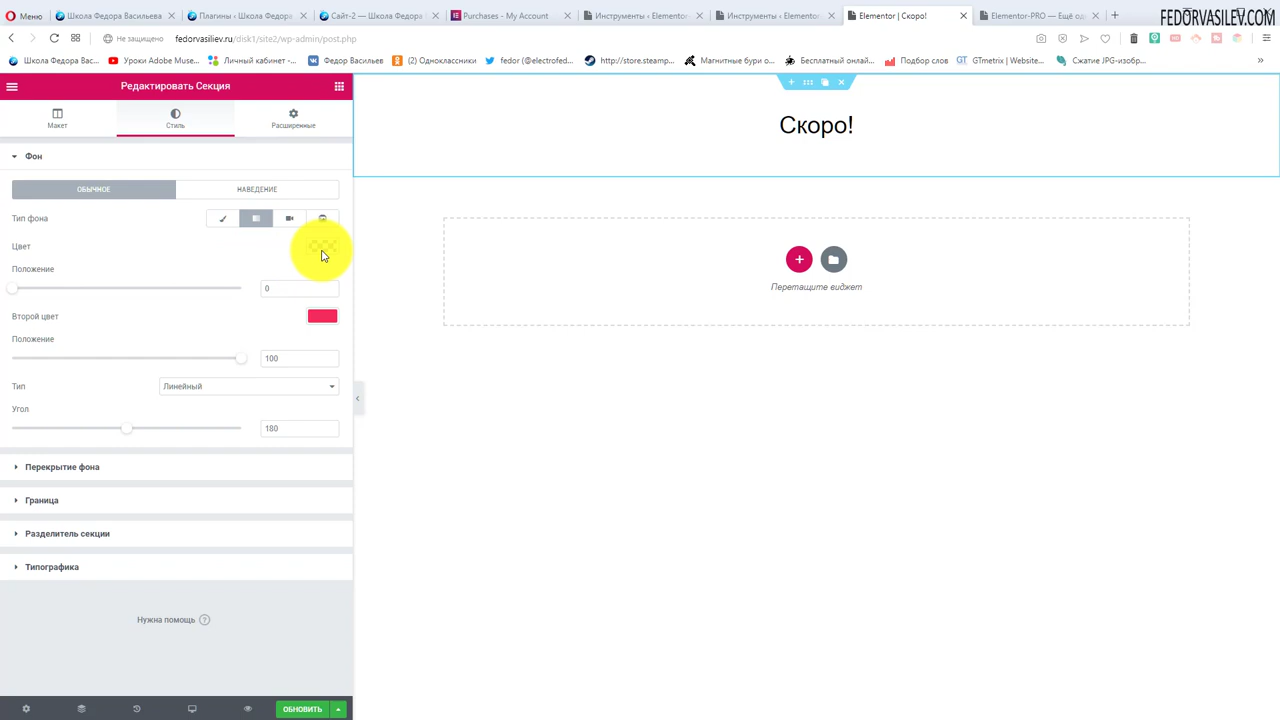 Меню
Школа Федора Васильева
Плагины ‹ Школа Федор
Сайт-2 — Школа Федора
Purchases - My Account
Инструменты ‹ Elementor
Инструменты ‹ Elementor
Elementor | Скоро!
Elementor-PRO — Ещё од
FEDORVASILEV.COM
Не защищено
fedorvasiliev.ru/disk1/site2/wp-admin/post.php
Школа Федора Вас...
Уроки Adobe Muse...
Личный кабинет -...
Федор Васильев
(2) Одноклассники
fedor (@electrofed...
http://store.steamp...
Магнитные бури о...
Бесплатный онлай...
Подбор слов
GTmetrix | Website...
Сжатие JPG-изобр...
Редактировать Секция
Макет
Стиль
Расширенные
Фон
ОБЫЧНОЕ
НАВЕДЕНИЕ
Тип фона
Цвет
Положение
0
Второй цвет
Положение
100
Тип
Линейный
Угол
180
Перекрытие фона
Граница
Разделитель секции
Типографика
Нужна помощь ?
ОБНОВИТЬ
Скоро!
Перетащите виджет